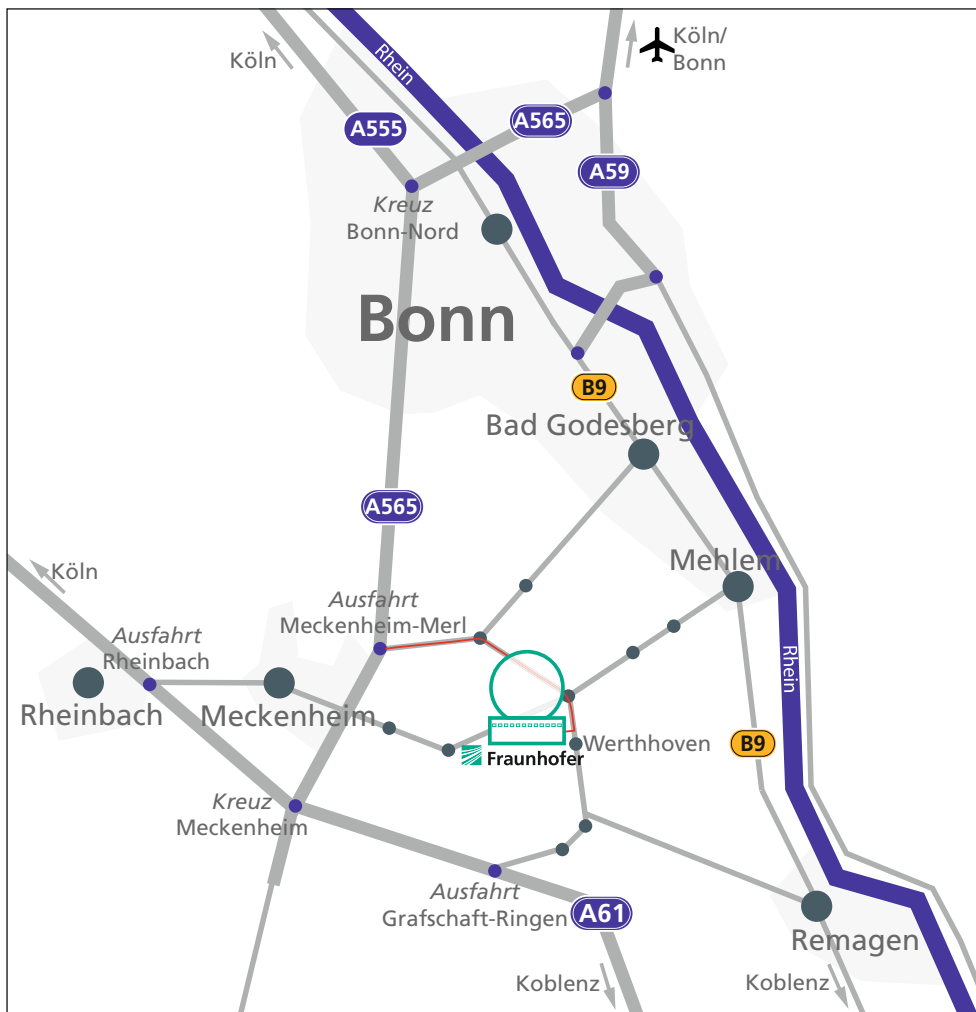 Köln
Rhein
Köln/
Bonn
A555
A565
A59
Kreuz
Bonn-Nord
Bonn
B9
Bad Godesberg
A565
Mehlem
Köln
Ausfahrt
Meckenheim-Merl
Ausfahrt
Rheinbach
Rheinbach
Meckenheim
Rhein
Werthhoven
B9
Fraunhofer
Kreuz
Meckenheim
Ausfahrt
Grafschaft-Ringen
A61
Remagen
Koblenz
Koblenz